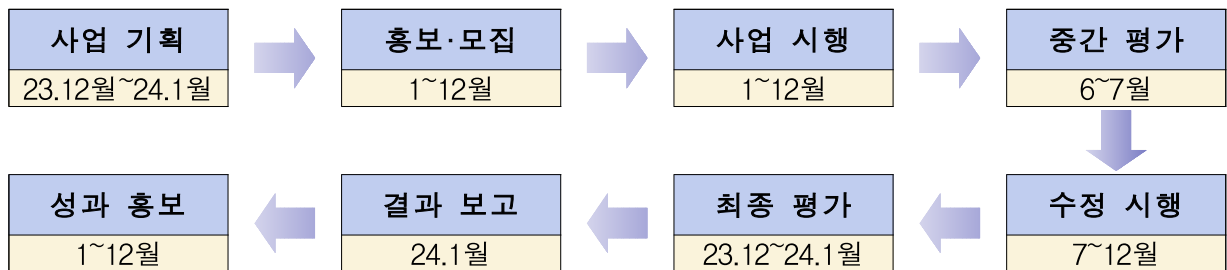 사업 기획
23.12월~24.1월
홍보·모집
1~12월
사업 시행
1~12월
중간 평가
6~7월
수정 시행
7~12월
최종 평가
23.12~24.1월
결과 보고
24.1월
성과 홍보
1~12월